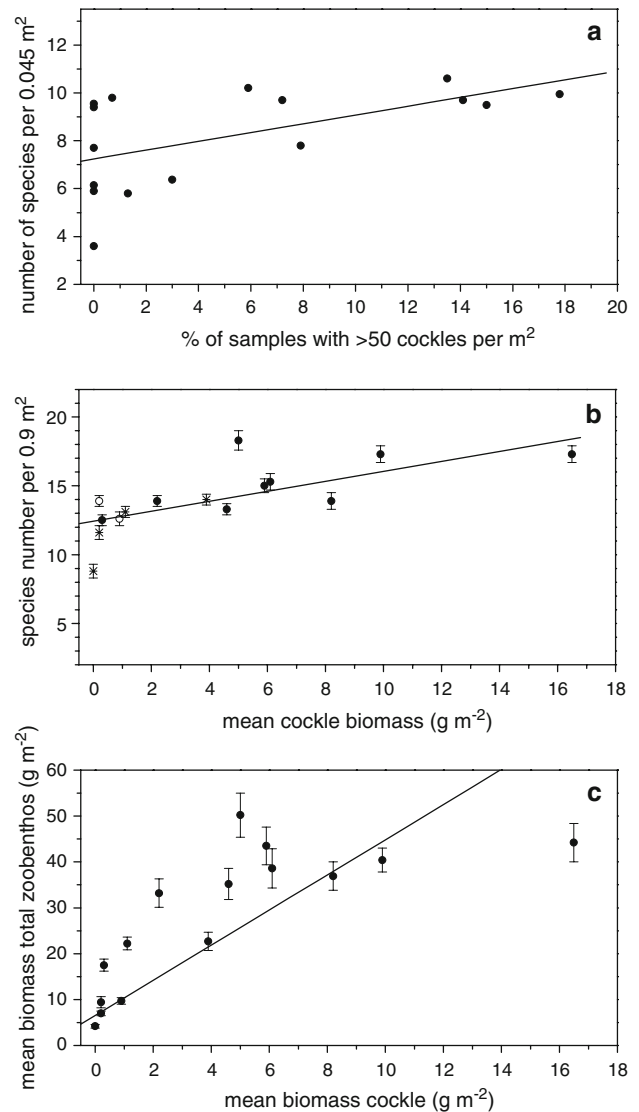 a
number of species per 0.045 m²
12
10
8
6
4
2
0 2 4 6 8 10 12 14 16 18 20
% of samples with >50 cockles per m²
b
species number per 0.9 m²
20
15
10
5
0 2 4 6 8 10 12 14 16 18
mean cockle biomass (g m⁻²)
c
mean biomass total zoobenthos (g m⁻²)
60
50
40
30
20
10
0
0 2 4 6 8 10 12 14 16 18
mean biomass cockle (g m⁻²)